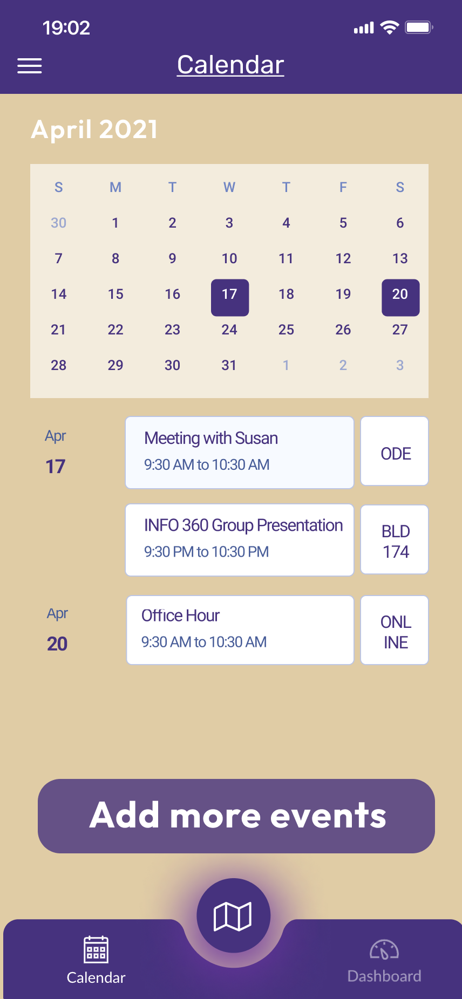 19:02
Calendar
April 2021
S M T W T F S
30 1 2 3 4 5 6
7 8 9 10 11 12 13
14 15 16 17 18 19 20
21 22 23 24 25 26 27
28 29 30 31 1 2 3
Apr
17
Meeting with Susan
9:30 AM to 10:30 AM
ODE
INFO 360 Group Presentation
9:30 PM to 10:30 PM
BLD
174
Apr
20
Office Hour
9:30 AM to 10:30 AM
ONL
INE
Add more events
Calendar
Dashboard